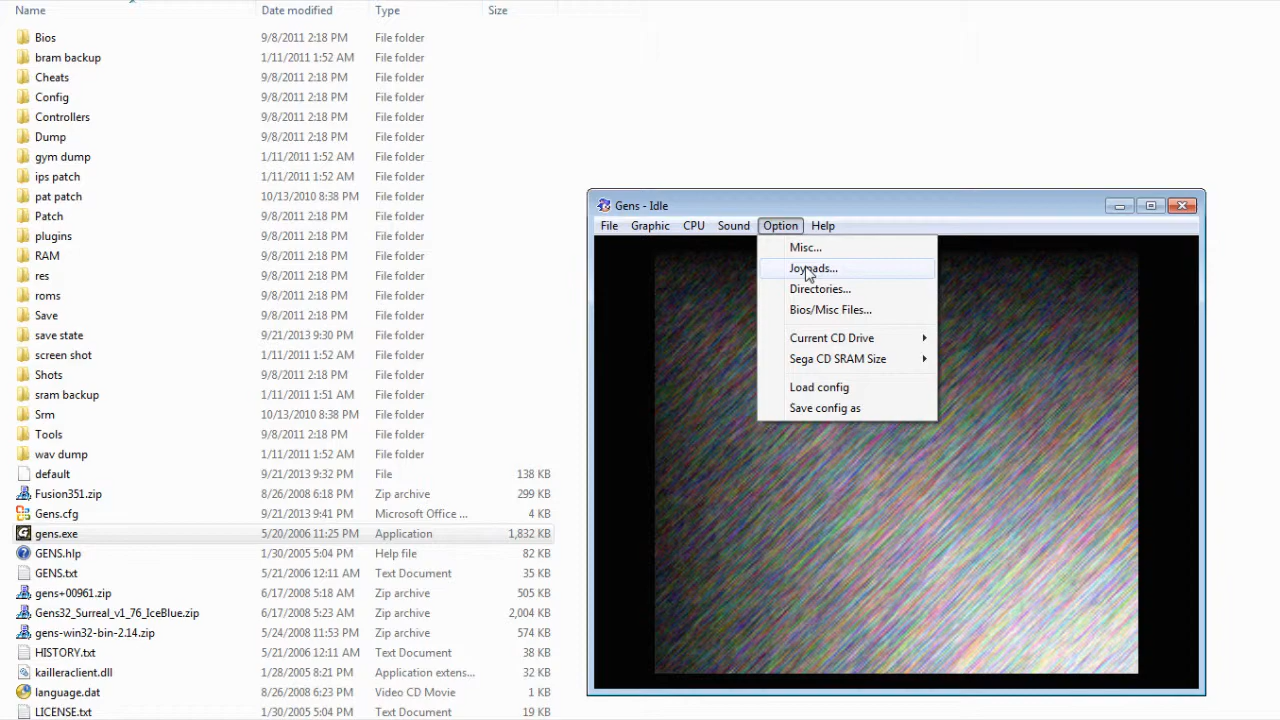 Name Date modified Type Size
Bios 9/8/2011 2:18 PM File folder
bram backup 1/11/2011 1:52 AM File folder
Cheats 9/8/2011 2:18 PM File folder
Config 9/8/2011 2:18 PM File folder
Controllers 9/8/2011 2:18 PM File folder
Dump 9/8/2011 2:18 PM File folder
gym dump 1/11/2011 1:52 AM File folder
ips patch 1/11/2011 1:52 AM File folder
pat patch 10/13/2010 8:38 PM File folder
Patch 9/8/2011 2:18 PM File folder
plugins 9/8/2011 2:18 PM File folder
RAM 9/8/2011 2:18 PM File folder
res 9/8/2011 2:18 PM File folder
roms 9/8/2011 2:18 PM File folder
Save 9/8/2011 2:18 PM File folder
save state 9/21/2013 9:30 PM File folder
screen shot 1/11/2011 1:52 AM File folder
Shots 9/8/2011 2:18 PM File folder
sram backup 1/11/2011 1:51 AM File folder
Srm 10/13/2010 8:38 PM File folder
Tools 9/8/2011 2:18 PM File folder
wav dump 1/11/2011 1:52 AM File folder
default 9/21/2013 9:32 PM File 138 KB
Fusion351.zip 8/26/2008 6:18 PM Zip archive 299 KB
Gens.cfg 9/21/2013 9:41 PM Microsoft Office ... 4 KB
gens.exe 5/20/2006 11:25 PM Application 1,832 KB
GENS.hlp 1/30/2005 5:04 PM Help file 82 KB
GENS.txt 5/21/2006 12:11 AM Text Document 35 KB
gens+00961.zip 6/17/2008 5:18 AM Zip archive 505 KB
Gens32_Surreal_v1_76_IceBlue.zip 6/17/2008 5:23 AM Zip archive 2,004 KB
gens-win32-bin-2.14.zip 5/24/2008 11:53 PM Zip archive 574 KB
HISTORY.txt 5/21/2006 12:11 AM Text Document 38 KB
kailleraclient.dll 1/28/2005 8:21 PM Application extens... 32 KB
language.dat 8/26/2008 6:23 PM Video CD Movie 1 KB
LICENSE.txt 1/30/2005 5:04 PM Text Document 19 KB
Gens - Idle
File Graphic CPU Sound Option Help
Misc...
Joypads...
Directories...
Bios/Misc Files...
Current CD Drive
Sega CD SRAM Size
Load config
Save config as